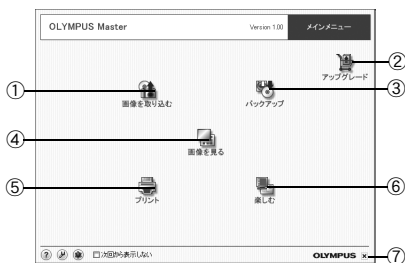 OLYMPUS Master
Version 1.00
メインメニュー
②
アップグレード
①
画像を取り込む
③
バックアップ
④
画像を見る
⑤
プリント
⑥
楽しむ
? □次回から表示しない
OLYMPUS ×
⑦